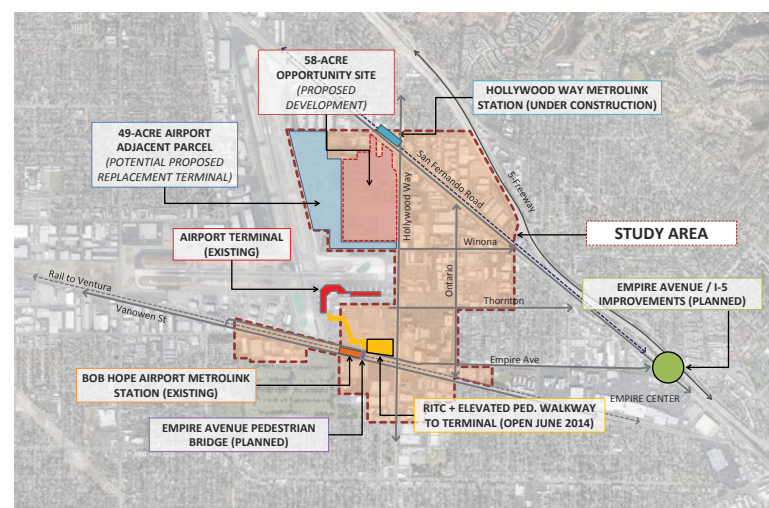 58-ACRE
OPPORTUNITY SITE
(PROPOSED
DEVELOPMENT)
HOLLYWOOD WAY METROLINK
STATION (UNDER CONSTRUCTION)
49-ACRE AIRPORT
ADJACENT PARCEL
(POTENTIAL PROPOSED
REPLACEMENT TERMINAL)
San Fernando Road
5-Freeway
Hollywood Way
AIRPORT TERMINAL
(EXISTING)
STUDY AREA
Winona
Ontario
Rail to Ventura
Vanowen St
Thornton
EMPIRE AVENUE / I-5
IMPROVEMENTS (PLANNED)
Empire Ave
BOB HOPE AIRPORT METROLINK
STATION (EXISTING)
EMPIRE CENTER
RITC + ELEVATED PED. WALKWAY
TO TERMINAL (OPEN JUNE 2014)
EMPIRE AVENUE PEDESTRIAN
BRIDGE (PLANNED)